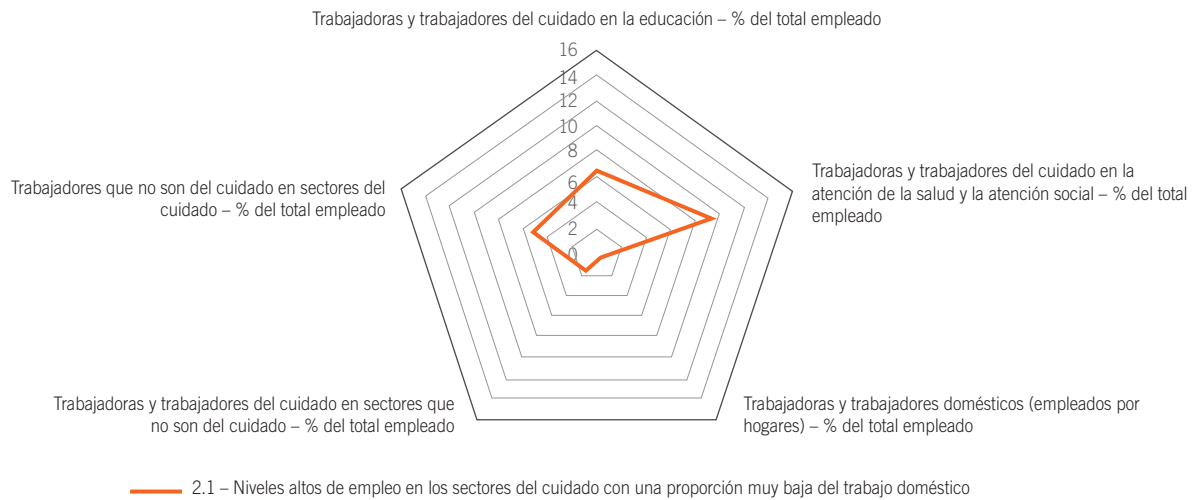 Trabajadoras y trabajadores del cuidado en la educación – % del total empleado
16
14
12
10
8
6
4
2
0
Trabajadoras y trabajadores del cuidado en la
atención de la salud y la atención social – % del total
empleado
Trabajadores que no son del cuidado en sectores del
cuidado – % del total empleado
Trabajadoras y trabajadores del cuidado en sectores que
no son del cuidado – % del total empleado
Trabajadoras y trabajadores domésticos (empleados por
hogares) – % del total empleado
2.1 – Niveles altos de empleo en los sectores del cuidado con una proporción muy baja del trabajo doméstico